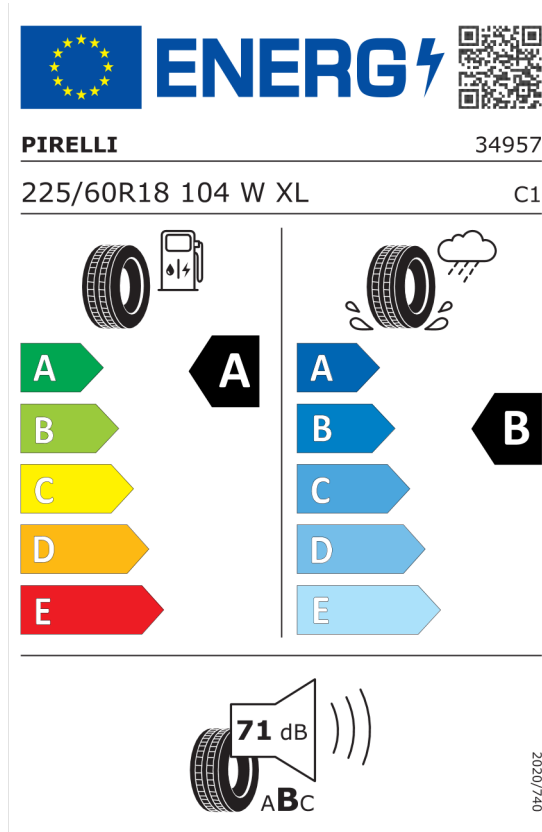 ENERG
PIRELLI 34957
225/60R18 104 W XL C1
A A A
B B B
C C
D D
E E
71 dB
ABC
2020/740